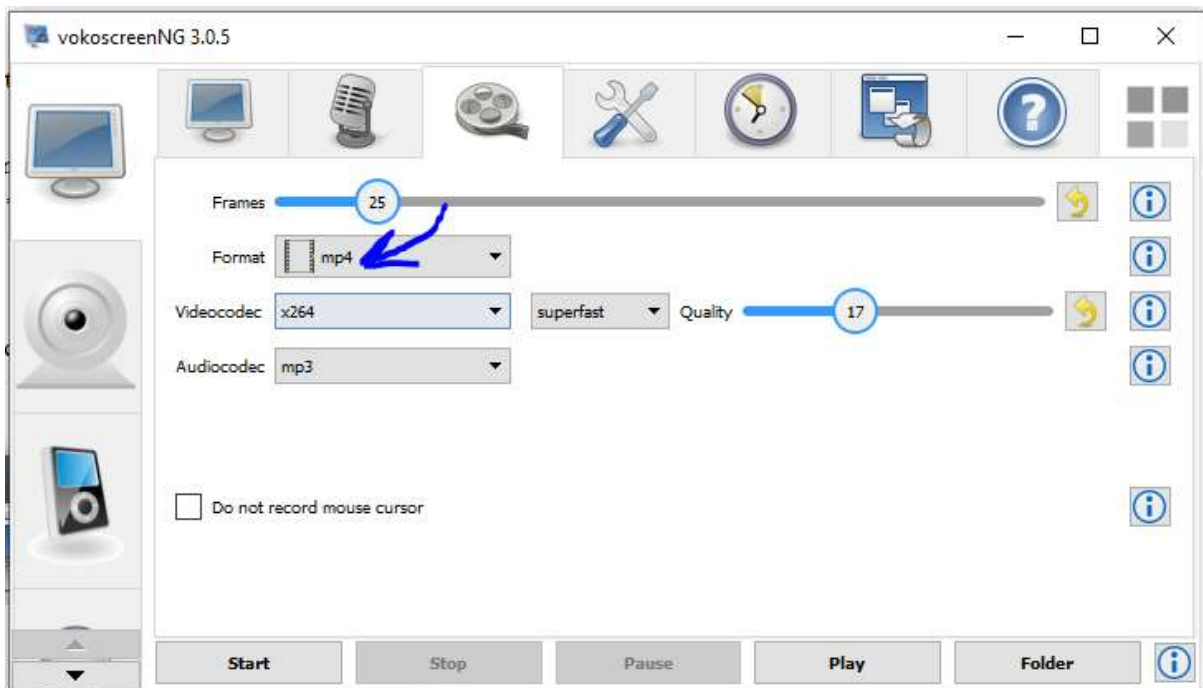 vokoscreenNG 3.0.5
Frames 25
Format mp4
Videocodec x264 superfast Quality 17
Audiocodec mp3
Do not record mouse cursor
Start Stop Pause Play Folder